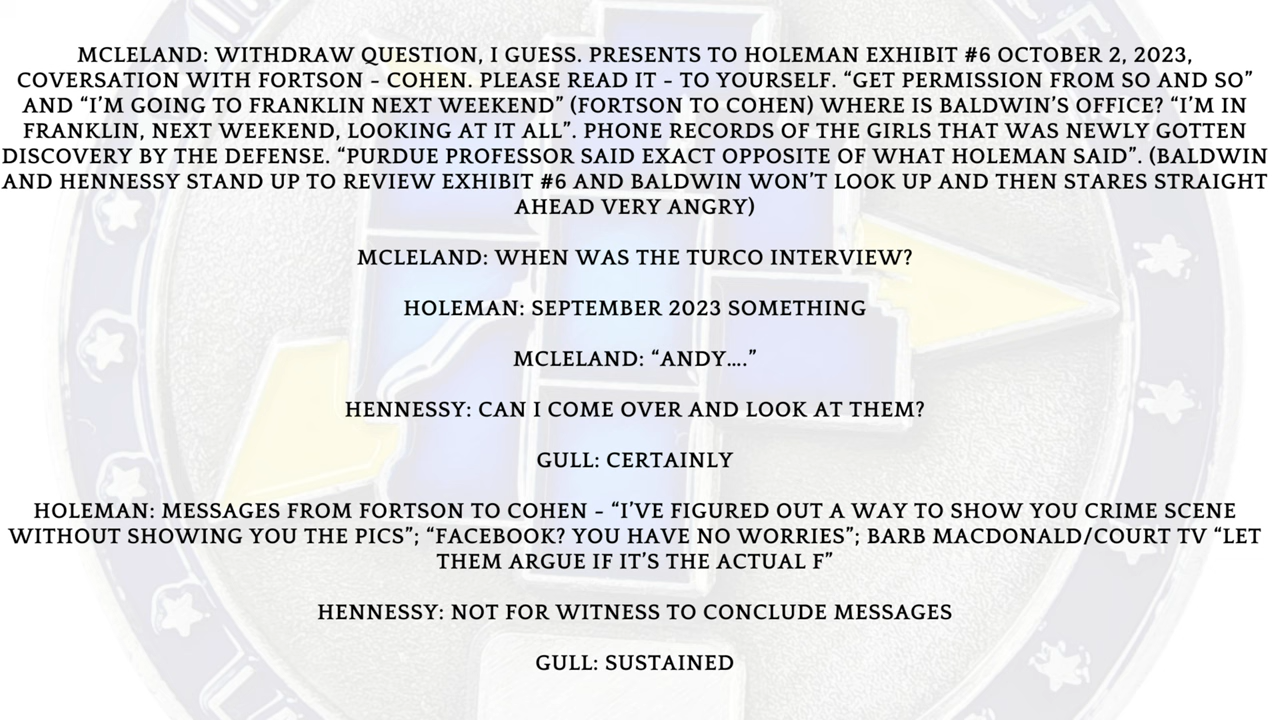 MCLELAND: WITHDRAW QUESTION, I GUESS. PRESENTS TO HOLEMAN EXHIBIT #6 OCTOBER 2, 2023,
COVERSATION WITH FORTSON – COHEN. PLEASE READ IT – TO YOURSELF. “GET PERMISSION FROM SO AND SO”
AND “I’M GOING TO FRANKLIN NEXT WEEKEND” (FORTSON TO COHEN) WHERE IS BALDWIN’S OFFICE? “I’M IN
FRANKLIN, NEXT WEEKEND, LOOKING AT IT ALL”. PHONE RECORDS OF THE GIRLS THAT WAS NEWLY GOTTEN
DISCOVERY BY THE DEFENSE. “PURDUE PROFESSOR SAID EXACT OPPOSITE OF WHAT HOLEMAN SAID”. (BALDWIN
AND HENNESSY STAND UP TO REVIEW EXHIBIT #6 AND BALDWIN WON’T LOOK UP AND THEN STARES STRAIGHT
AHEAD VERY ANGRY)
MCLELAND: WHEN WAS THE TURCO INTERVIEW?
HOLEMAN: SEPTEMBER 2023 SOMETHING
MCLELAND: “ANDY....”
HENNESSY: CAN I COME OVER AND LOOK AT THEM?
GULL: CERTAINLY
HOLEMAN: MESSAGES FROM FORTSON TO COHEN – “I’VE FIGURED OUT A WAY TO SHOW YOU CRIME SCENE
WITHOUT SHOWING YOU THE PICS”; “FACEBOOK? YOU HAVE NO WORRIES”; BARB MACDONALD/COURT TV “LET
THEM ARGUE IF IT’S THE ACTUAL F”
HENNESSY: NOT FOR WITNESS TO CONCLUDE MESSAGES
GULL: SUSTAINED